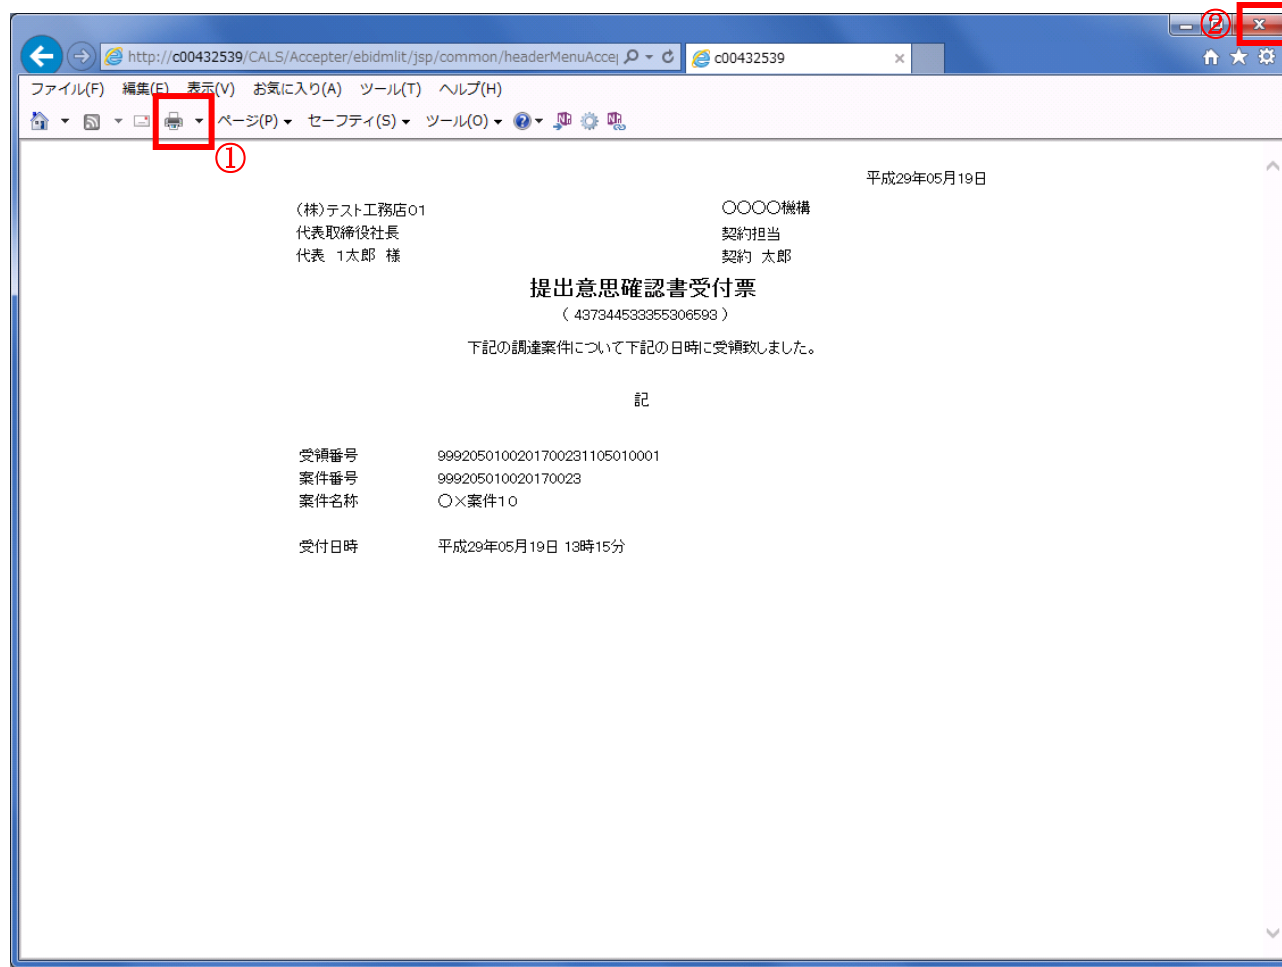 ②
http://c00432539/CALS/Accepter/ebidmlit/jsp/common/headerMenuAccep
c00432539
ファイル(F) 編集(E) 表示(V) お気に入り(A) ツール(T) ヘルプ(H)
ページ(P) セーフティ(S) ツール(O)
①
平成29年05月19日
(株)テスト工務店01
〇〇〇〇機構
代表取締役社長
契約担当
代表 1太郎 様
契約 太郎
提出意思確認書受付票
( 437344533355306593 )
下記の調達案件について下記の日時に受領致しました。
記
受領番号 99920501002017002311050​10001
案件番号 999205010020170023
案件名称 〇×案件10
受付日時 平成29年05月19日 13時15分